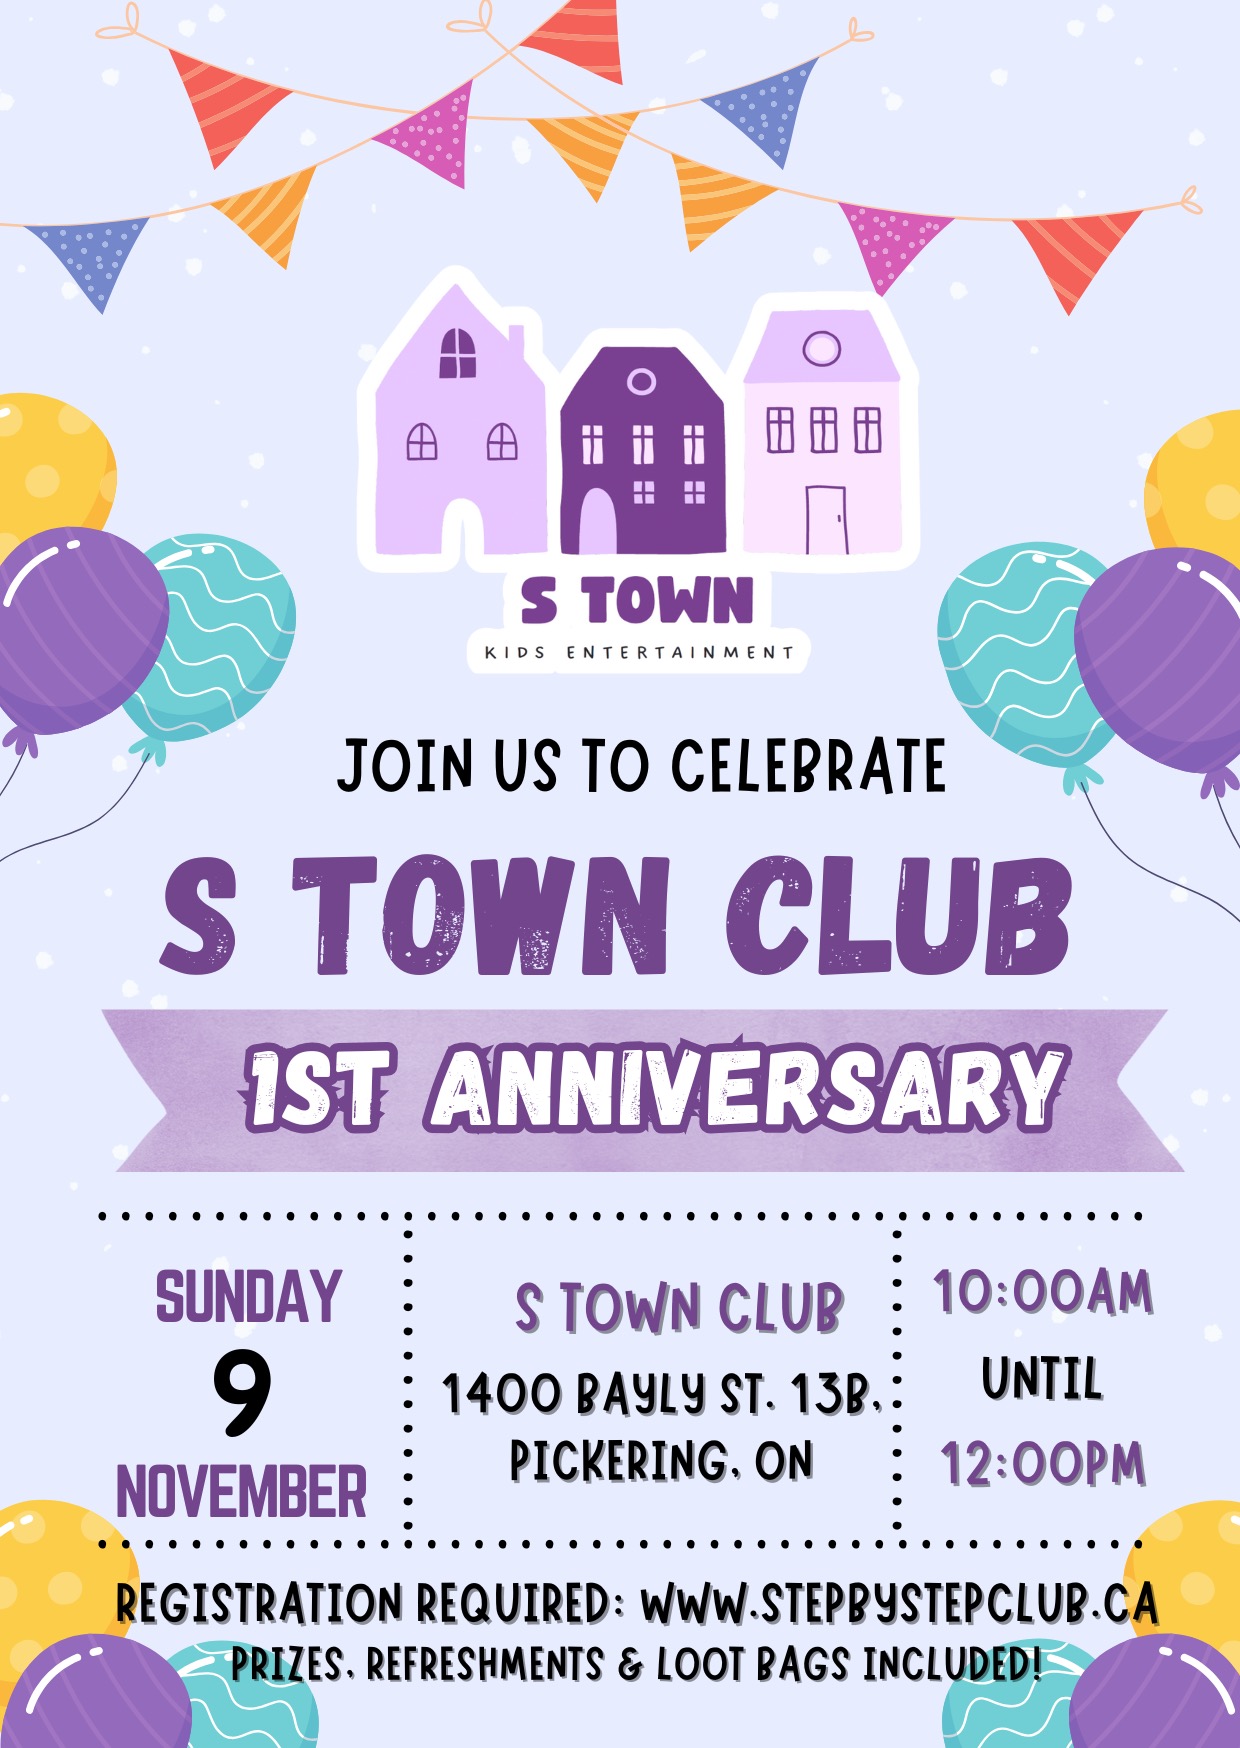 S TOWN
KIDS ENTERTAINMENT
JOIN US TO CELEBRATE
S TOWN CLUB
1ST ANNIVERSARY
SUNDAY
9
NOVEMBER
S TOWN CLUB
1400 BAYLY ST. 13B,
PICKERING, ON
10:00AM
UNTIL
12:00PM
REGISTRATION REQUIRED: WWW.STEPBYSTEPCLUB.CA
PRIZES, REFRESHMENTS & LOOT BAGS INCLUDED!